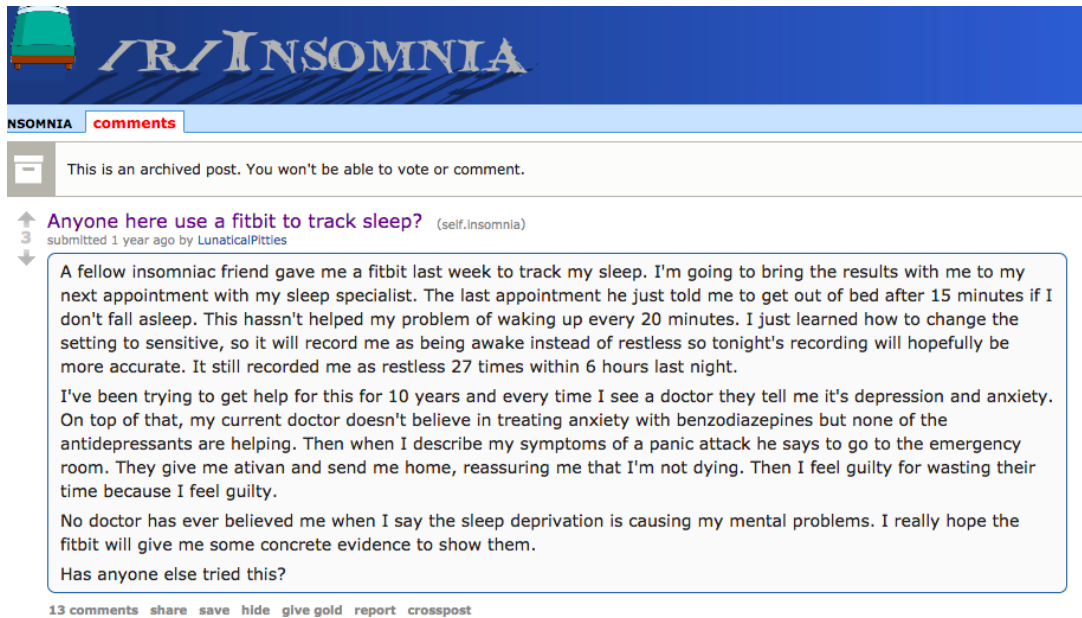 /R/INSOMNIA
NSOMNIA comments
This is an archived post. You won't be able to vote or comment.
Anyone here use a fitbit to track sleep? (self.insomnia)
3 submitted 1 year ago by LunaticalPitties
A fellow insomniac friend gave me a fitbit last week to track my sleep. I'm going to bring the results with me to my
next appointment with my sleep specialist. The last appointment he just told me to get out of bed after 15 minutes if I
don't fall asleep. This hassn't helped my problem of waking up every 20 minutes. I just learned how to change the
setting to sensitive, so it will record me as being awake instead of restless so tonight's recording will hopefully be
more accurate. It still recorded me as restless 27 times within 6 hours last night.
I've been trying to get help for this for 10 years and every time I see a doctor they tell me it's depression and anxiety.
On top of that, my current doctor doesn't believe in treating anxiety with benzodiazepines but none of the
antidepressants are helping. Then when I describe my symptoms of a panic attack he says to go to the emergency
room. They give me ativan and send me home, reassuring me that I'm not dying. Then I feel guilty for wasting their
time because I feel guilty.
No doctor has ever believed me when I say the sleep deprivation is causing my mental problems. I really hope the
fitbit will give me some concrete evidence to show them.
Has anyone else tried this?
13 comments share save hide give gold report crosspost